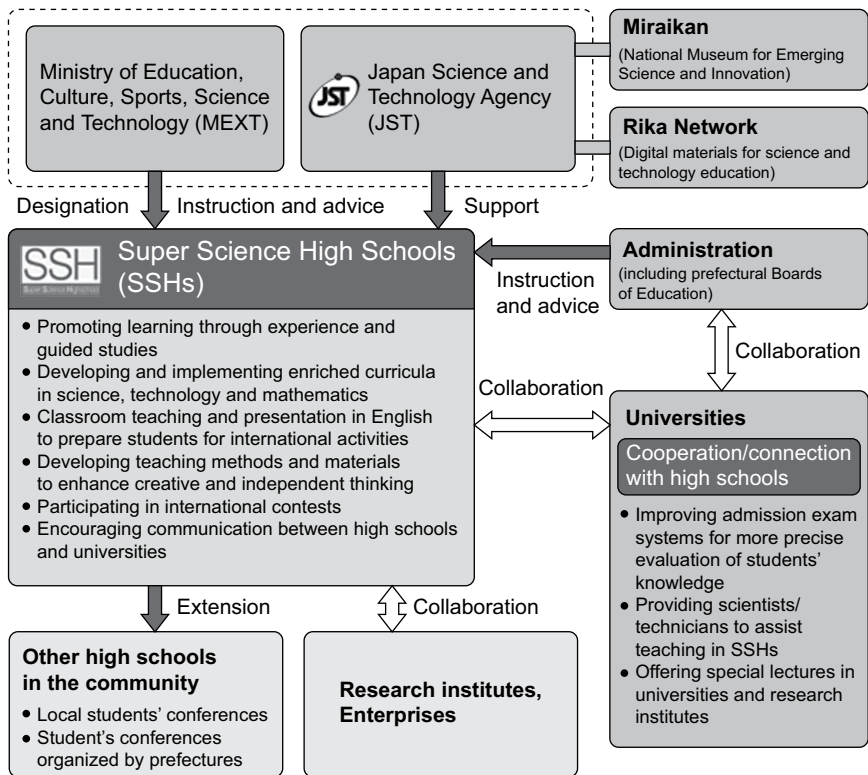 Ministry of Education,
Culture, Sports, Science
and Technology (MEXT)
JST
Japan Science and
Technology Agency
(JST)
Miraikan
(National Museum for Emerging
Science and Innovation)
Rika Network
(Digital materials for science and
technology education)
Designation
Instruction and advice
Support
SSH
Super Science Highschool
Super Science High Schools
(SSHs)
Instruction
and advice
Administration
(including prefectural Boards
of Education)
Collaboration
• Promoting learning through experience and
guided studies
• Developing and implementing enriched curricula
in science, technology and mathematics
• Classroom teaching and presentation in English
to prepare students for international activities
• Developing teaching methods and materials
to enhance creative and independent thinking
• Participating in international contests
• Encouraging communication between high schools
and universities
Collaboration
Universities
Cooperation/connection
with high schools
• Improving admission exam
systems for more precise
evaluation of students’
knowledge
• Providing scientists/
technicians to assist
teaching in SSHs
• Offering special lectures in
universities and research
institutes
Extension
Collaboration
Other high schools
in the community
• Local students’ conferences
• Student’s conferences
organized by prefectures
Research institutes,
Enterprises